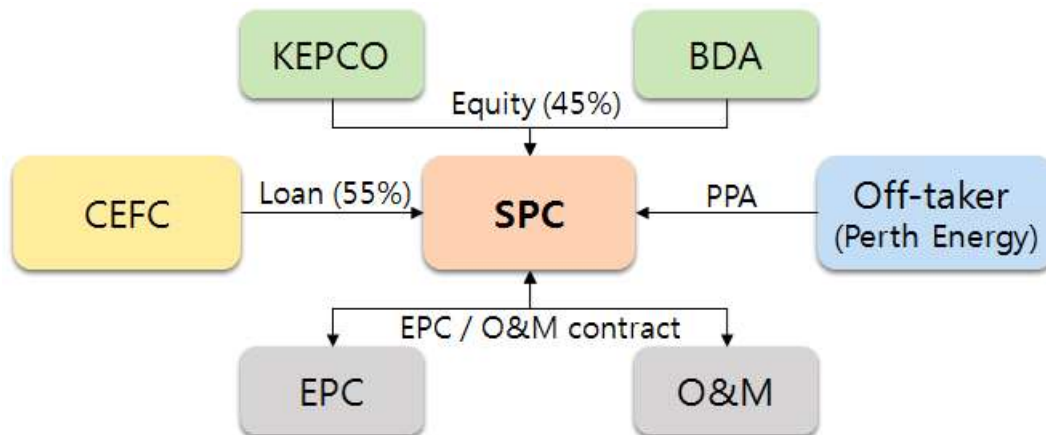 KEPCO
BDA
Equity (45%)
CEFC
Loan (55%)
SPC
PPA
Off-taker
(Perth Energy)
EPC / O&M contract
EPC
O&M